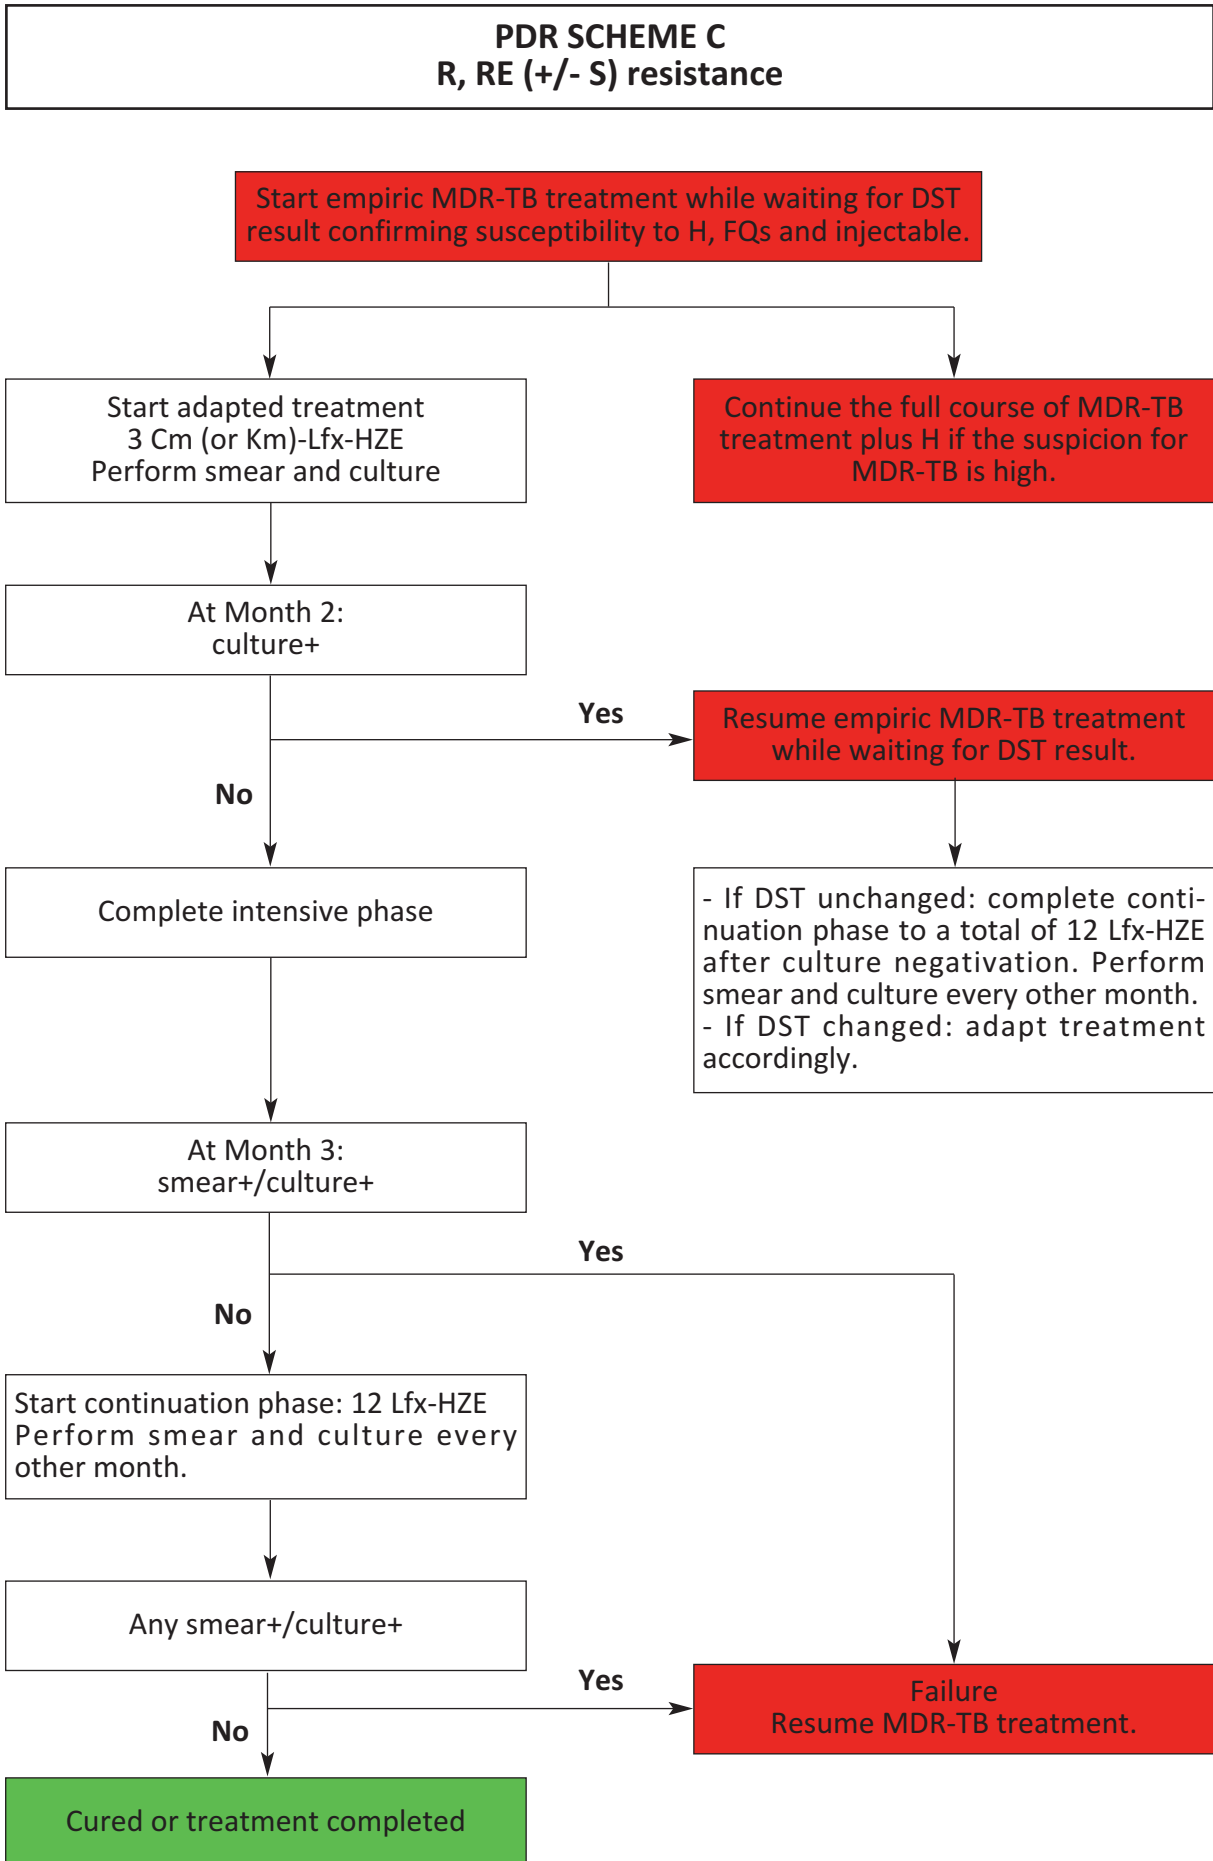 PDR SCHEME C
R, RE (+/- S) resistance
Start empiric MDR-TB treatment while waiting for DST
result confirming susceptibility to H, FQs and injectable.
Start adapted treatment
3 Cm (or Km)-Lfx-HZE
Perform smear and culture
Continue the full course of MDR-TB
treatment plus H if the suspicion for
MDR-TB is high.
At Month 2:
culture+
Yes
Resume empiric MDR-TB treatment
while waiting for DST result.
No
Complete intensive phase
- If DST unchanged: complete conti-
nuation phase to a total of 12 Lfx-HZE
after culture negativation. Perform
smear and culture every other month.
- If DST changed: adapt treatment
accordingly.
At Month 3:
smear+/culture+
Yes
No
Start continuation phase: 12 Lfx-HZE
Perform smear and culture every
other month.
Any smear+/culture+
Yes
Failure
Resume MDR-TB treatment.
No
Cured or treatment completed